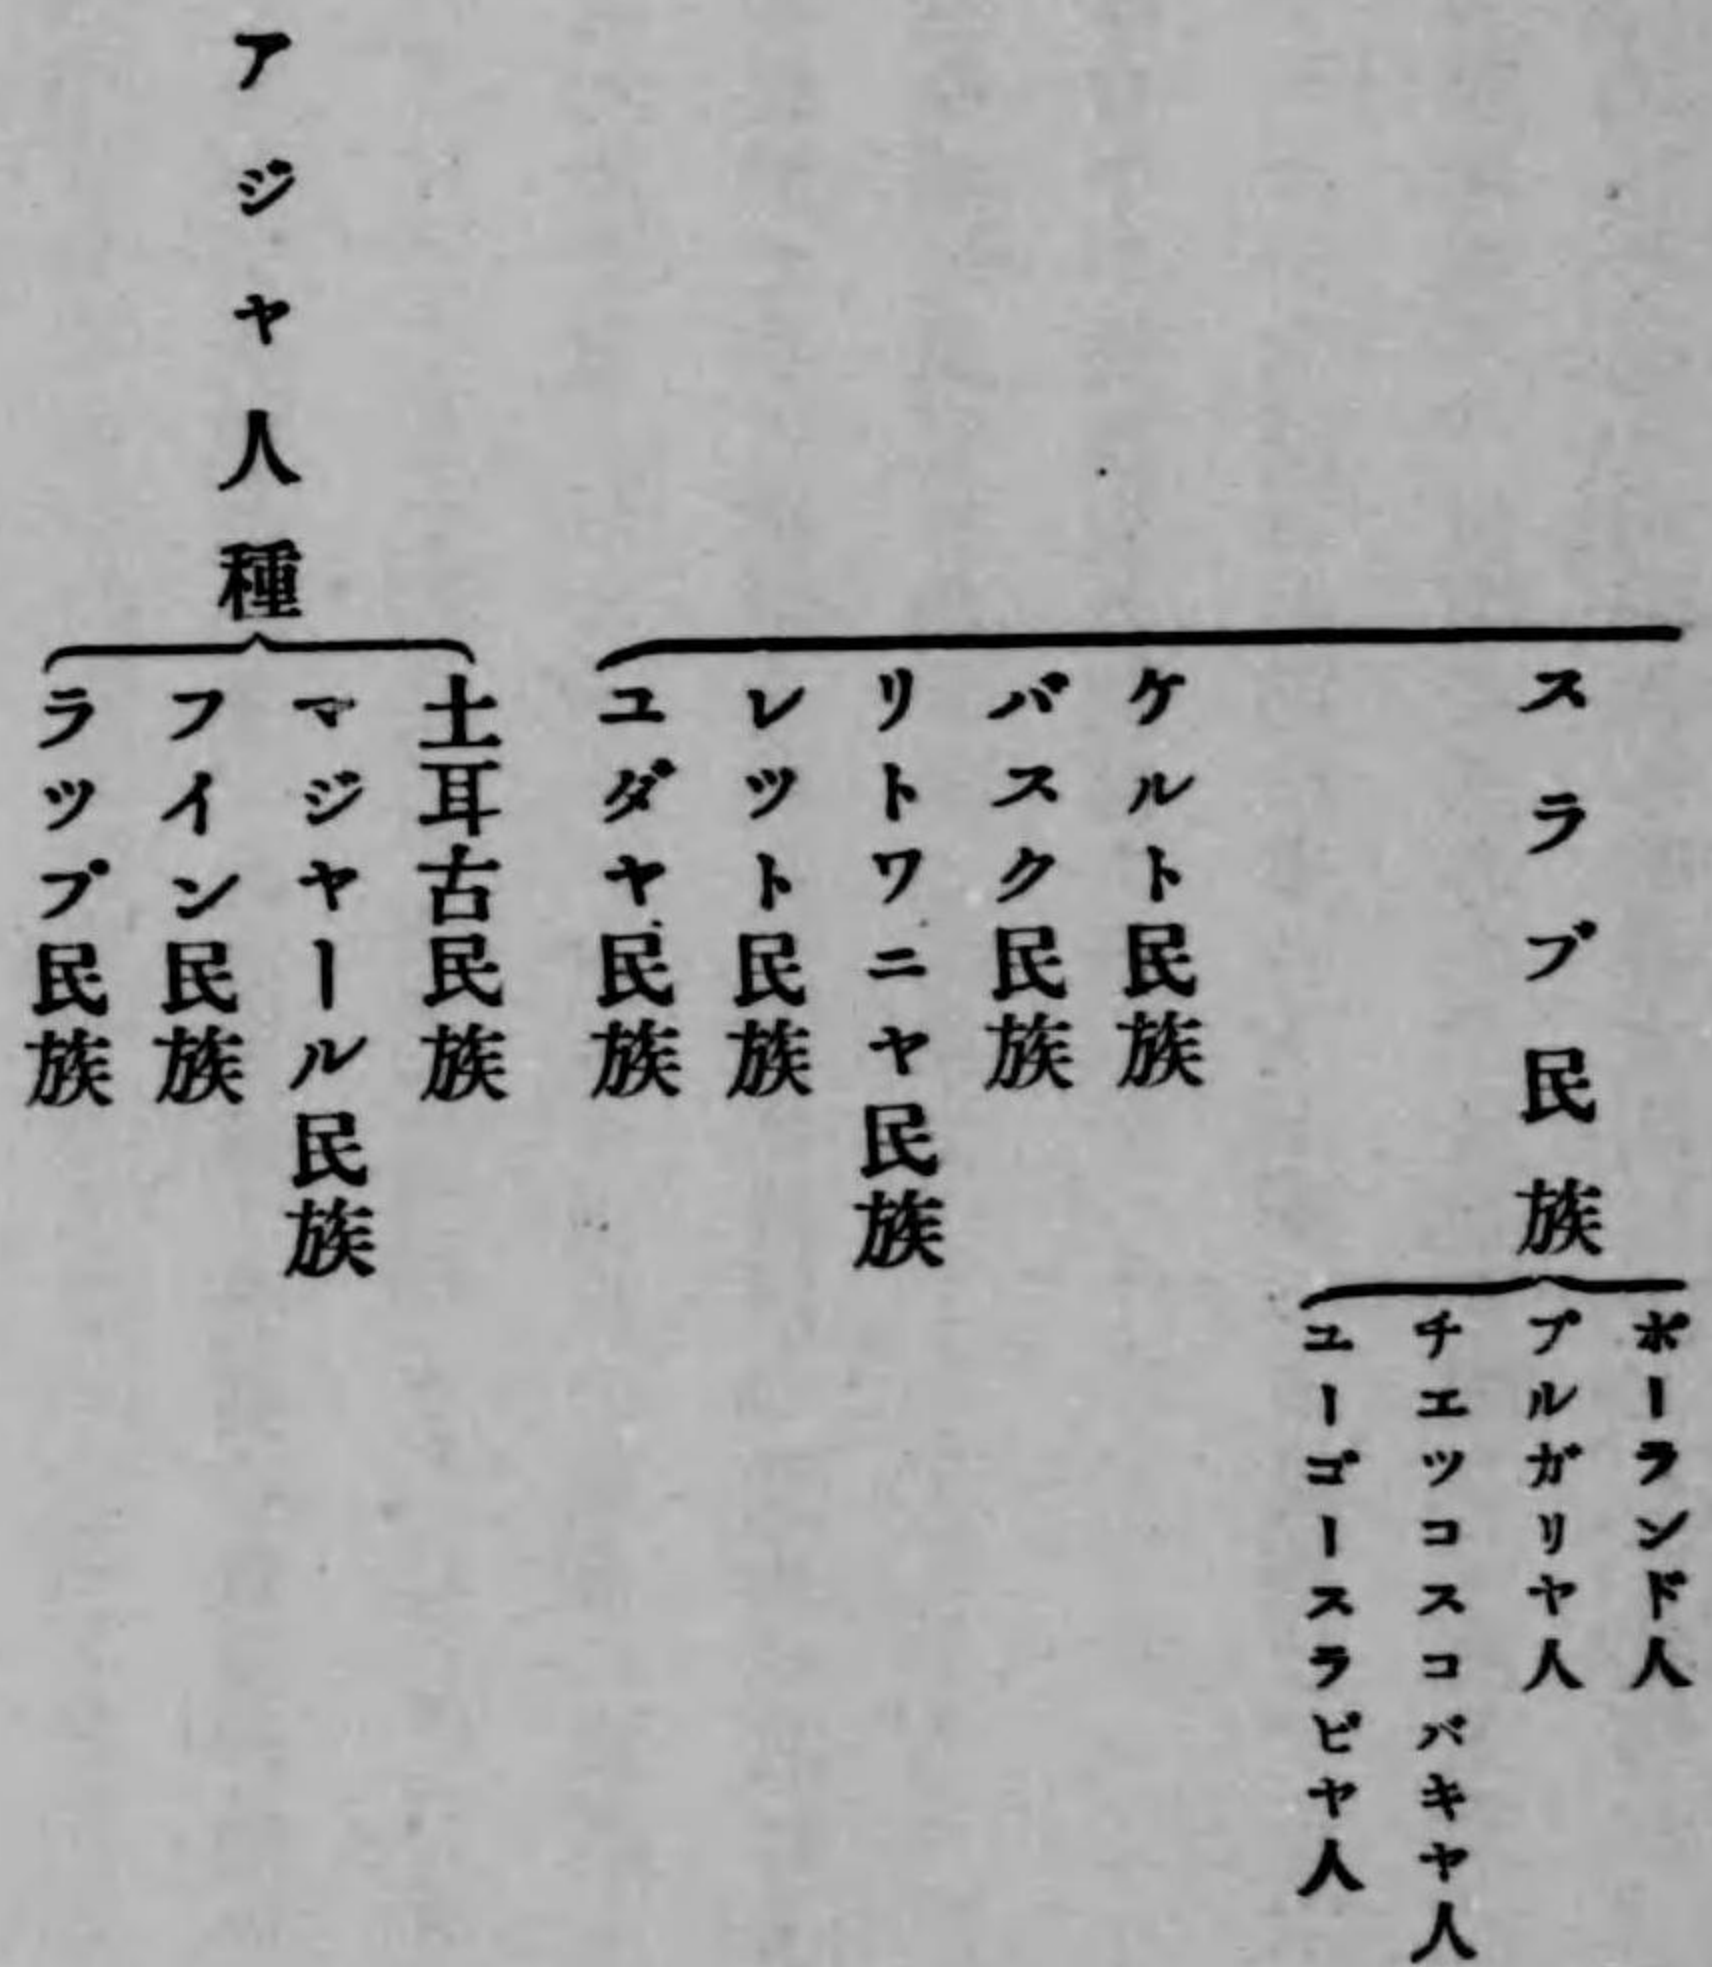 スラブ民族
ポーランド人
ブルガリヤ人
チエツコスコバキヤ人
ユーゴースラビヤ人
ケルト民族
バスク民族
リトワニヤ民族
レツト民族
ユダヤ民族
アジヤ人種
土耳古民族
マジヤール民族
フイン民族
ラツプ民族